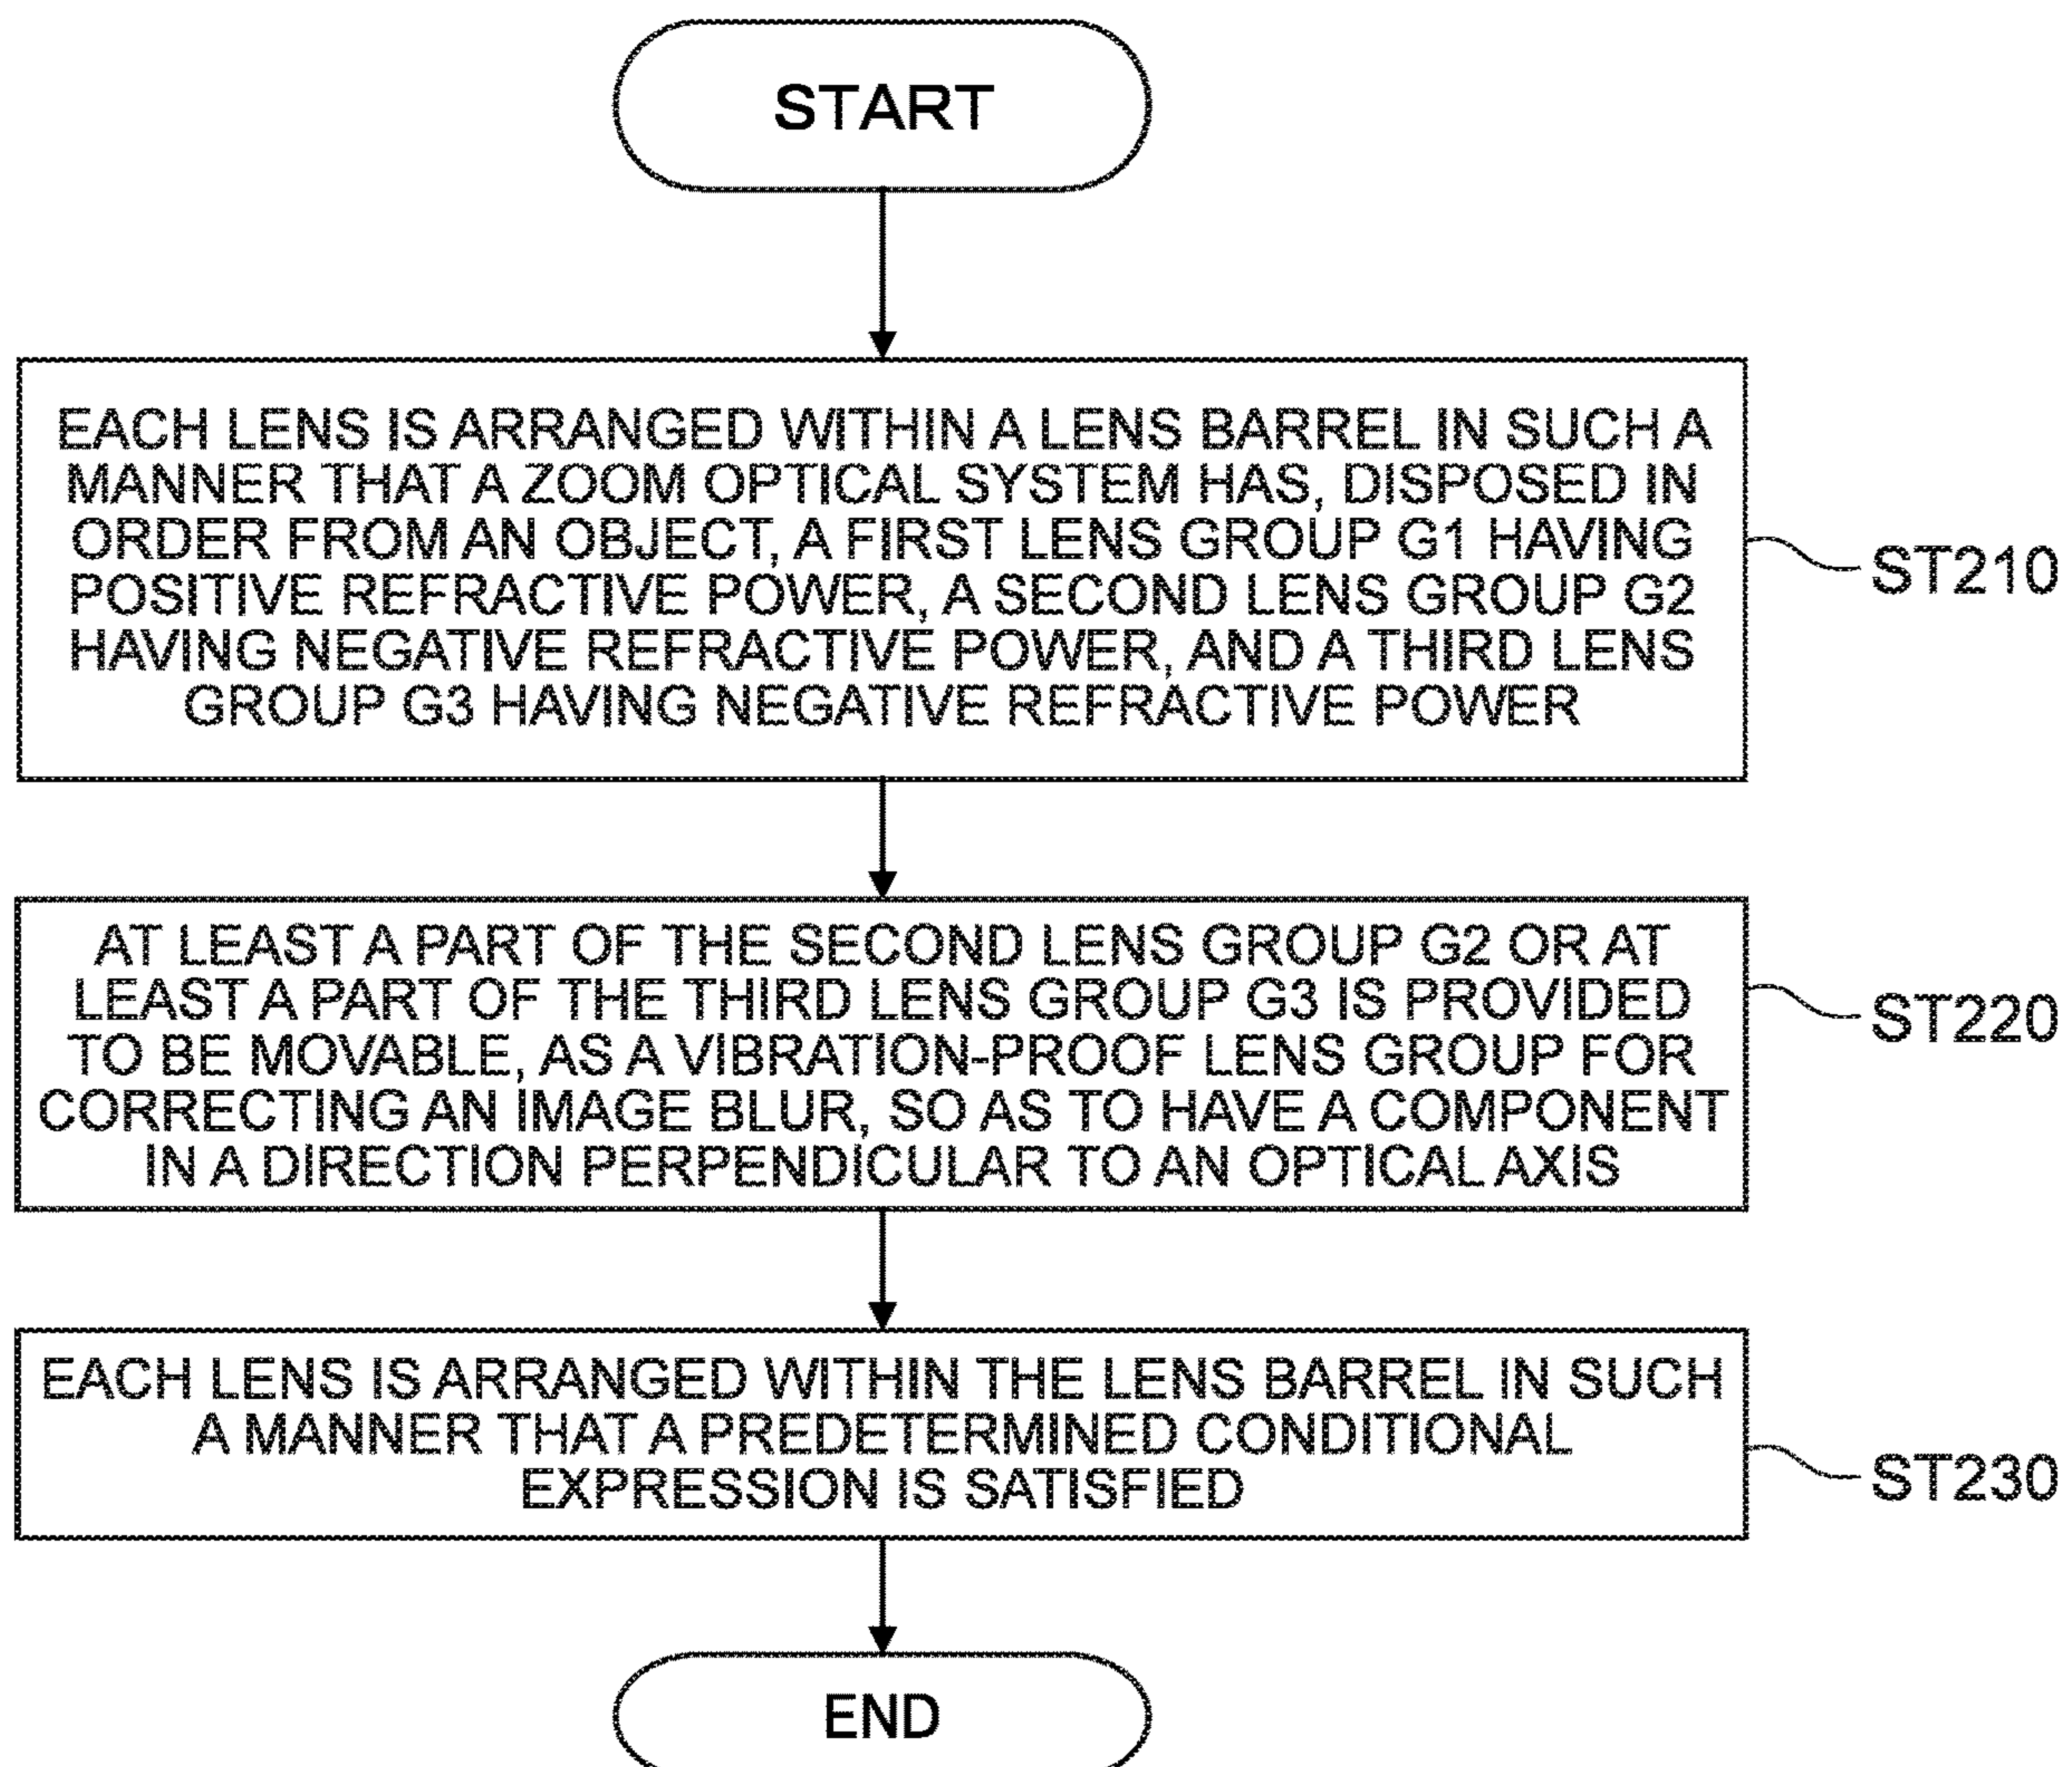 START
EACH LENS IS ARRANGED WITHIN A LENS BARREL IN SUCH A
MANNER THAT A ZOOM OPTICAL SYSTEM HAS, DISPOSED IN
ORDER FROM AN OBJECT, A FIRST LENS GROUP G1 HAVING
POSITIVE REFRACTIVE POWER, A SECOND LENS GROUP G2
HAVING NEGATIVE REFRACTIVE POWER, AND A THIRD LENS
GROUP G3 HAVING NEGATIVE REFRACTIVE POWER
ST210
AT LEAST A PART OF THE SECOND LENS GROUP G2 OR AT
LEAST A PART OF THE THIRD LENS GROUP G3 IS PROVIDED
TO BE MOVABLE, AS A VIBRATION-PROOF LENS GROUP FOR
CORRECTING AN IMAGE BLUR, SO AS TO HAVE A COMPONENT
IN A DIRECTION PERPENDICULAR TO AN OPTICAL AXIS
ST220
EACH LENS IS ARRANGED WITHIN THE LENS BARREL IN SUCH
A MANNER THAT A PREDETERMINED CONDITIONAL
EXPRESSION IS SATISFIED
ST230
END